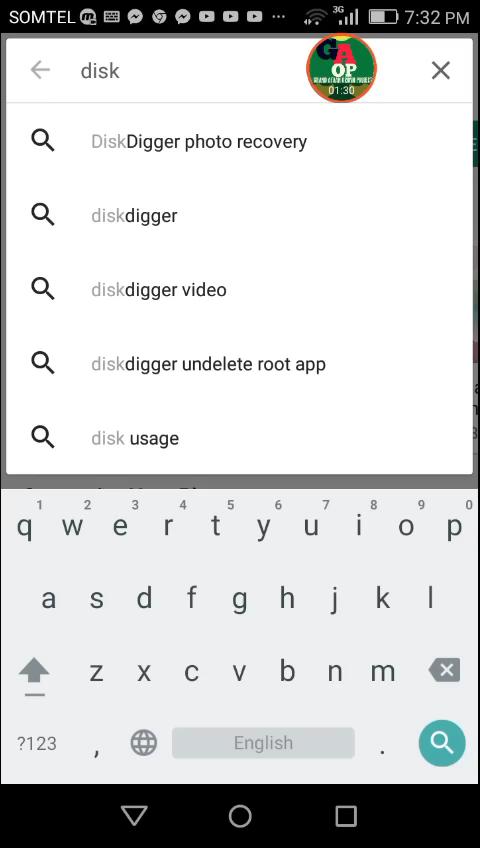 SOMTEL 3G 7:32 PM
disk
GA
OP
01:30
DiskDigger photo recovery
diskdigger
diskdigger video
diskdigger undelete root app
disk usage
1 2 3 4 5 6 7 8 9 0
q w e r t y u i o p
a s d f g h j k l
z x c v b n m
?123 , English .